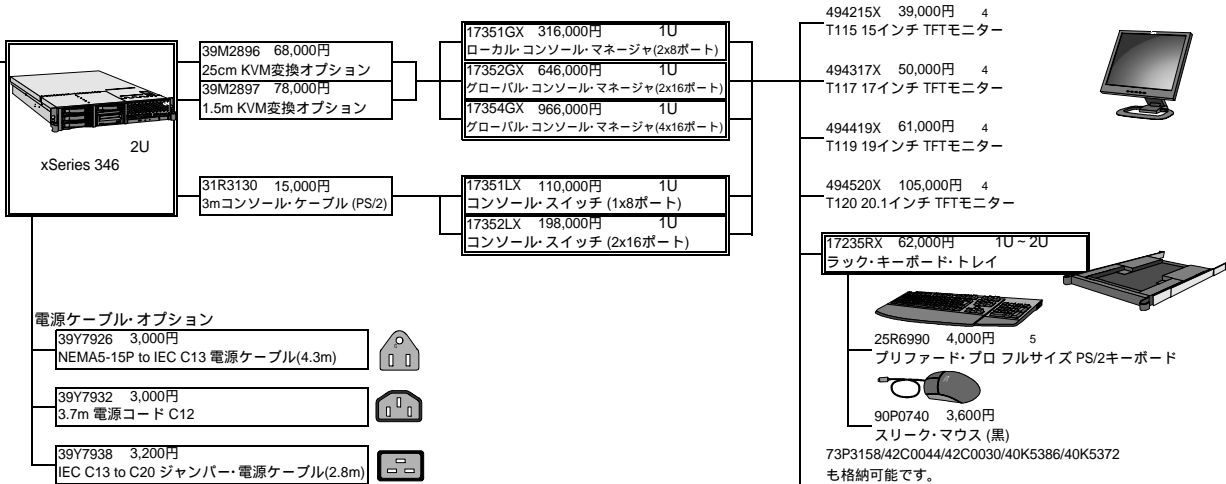 2U
xSeries 346
39M2896 68,000円
25cm KVM変換オプション
39M2897 78,000円
1.5m KVM変換オプション
31R3130 15,000円
3mコンソール・ケーブル (PS/2)
17351GX 316,000円 1U
ローカル・コンソール・マネージャ(2x8ポート)
17352GX 646,000円 1U
グローバル・コンソール・マネージャ(2x16ポート)
17354GX 966,000円 1U
グローバル・コンソール・マネージャ(4x16ポート)
17351LX 110,000円 1U
コンソール・スイッチ (1x8ポート)
17352LX 198,000円 1U
コンソール・スイッチ (2x16ポート)
494215X 39,000円 4
T115 15インチ TFTモニター
494317X 50,000円 4
T117 17インチ TFTモニター
494419X 61,000円 4
T119 19インチ TFTモニター
494520X 105,000円 4
T120 20.1インチ TFTモニター
17235RX 62,000円 1U~2U
ラック・キーボード・トレイ
25R6990 4,000円 5
プリファード・プロ フルサイズ PS/2キーボード
90P0740 3,600円
スリーク・マウス (黒)
73P3158/42C0044/42C0030/40K5386/40K5372
も格納可能です。
電源ケーブル・オプション
39Y7926 3,000円
NEMA5-15P to IEC C13 電源ケーブル(4.3m)
39Y7932 3,000円
3.7m 電源コード C12
39Y7938 3,200円
IEC C13 to C20 ジャンパー・電源ケーブル(2.8m)